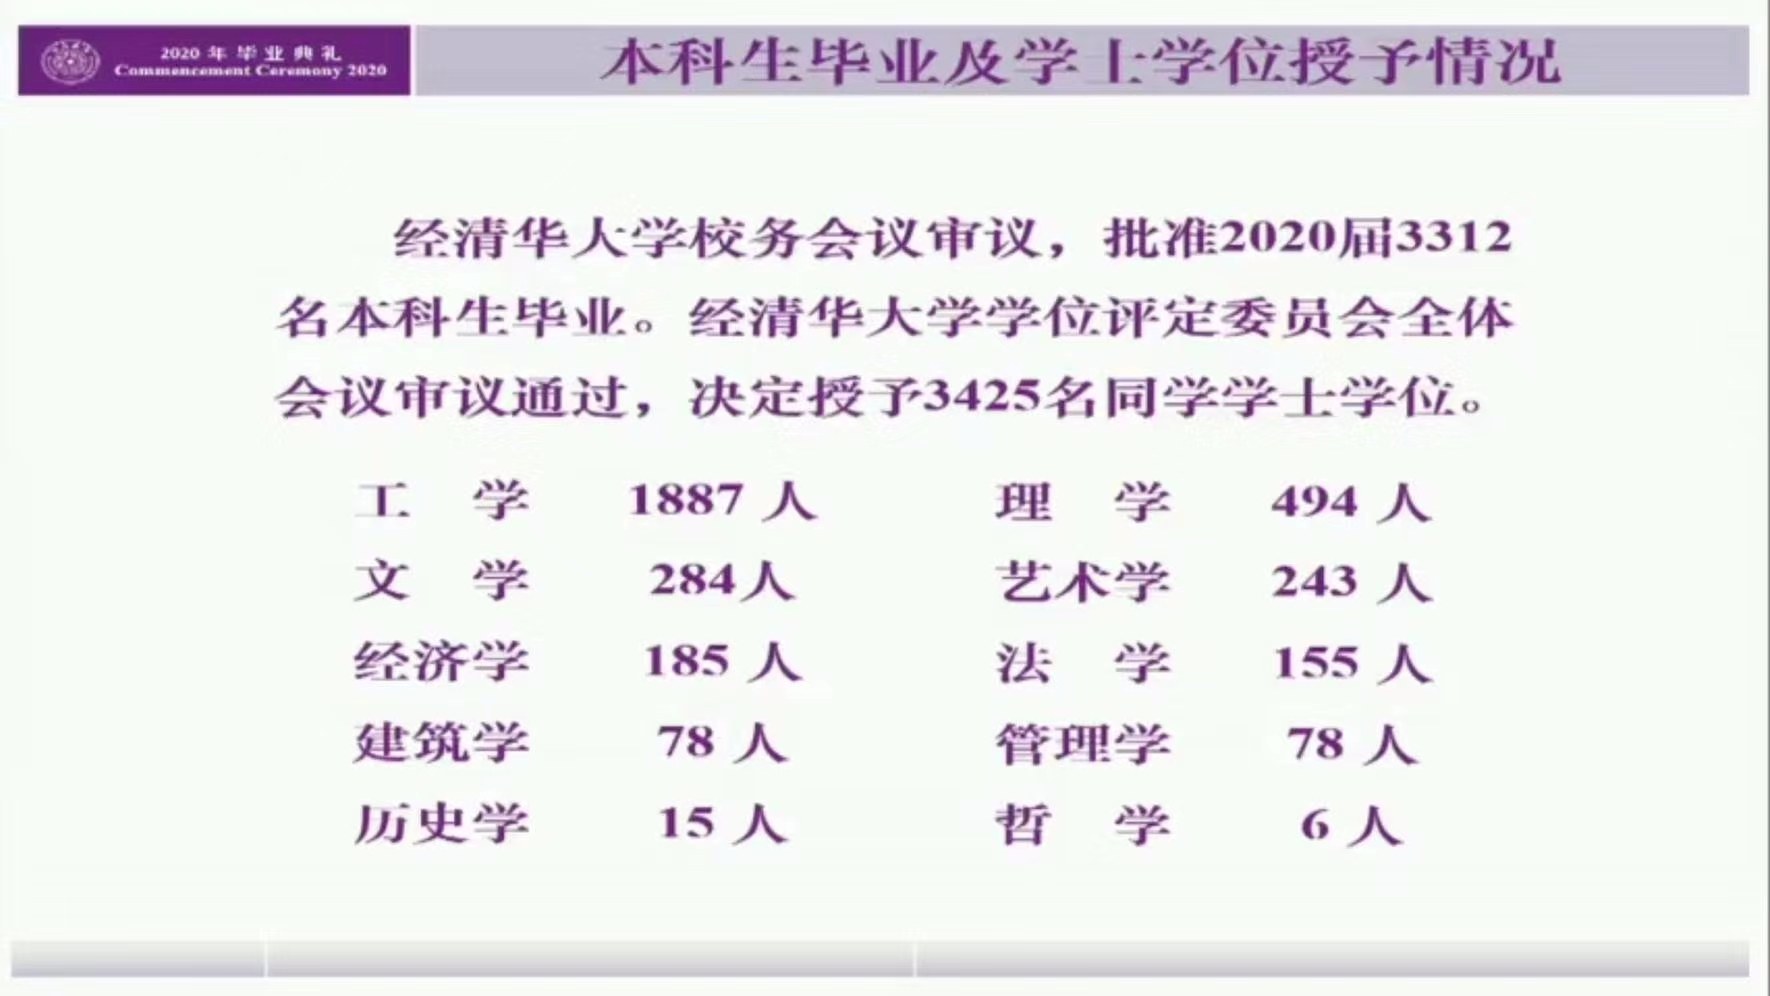 2020 年 毕 业 典 礼
Commencement Ceremony 2020
本科生毕业及学士学位授予情况
经清华大学校务会议审议，批准2020届3312
名本科生毕业。经清华大学学位评定委员会全体
会议审议通过，决定授予3425名同学学士学位。
工 学 1887 人 理 学 494 人
文 学 284人 艺术学 243 人
经济学 185 人 法 学 155 人
建筑学 78 人 管理学 78 人
历史学 15 人 哲 学 6 人